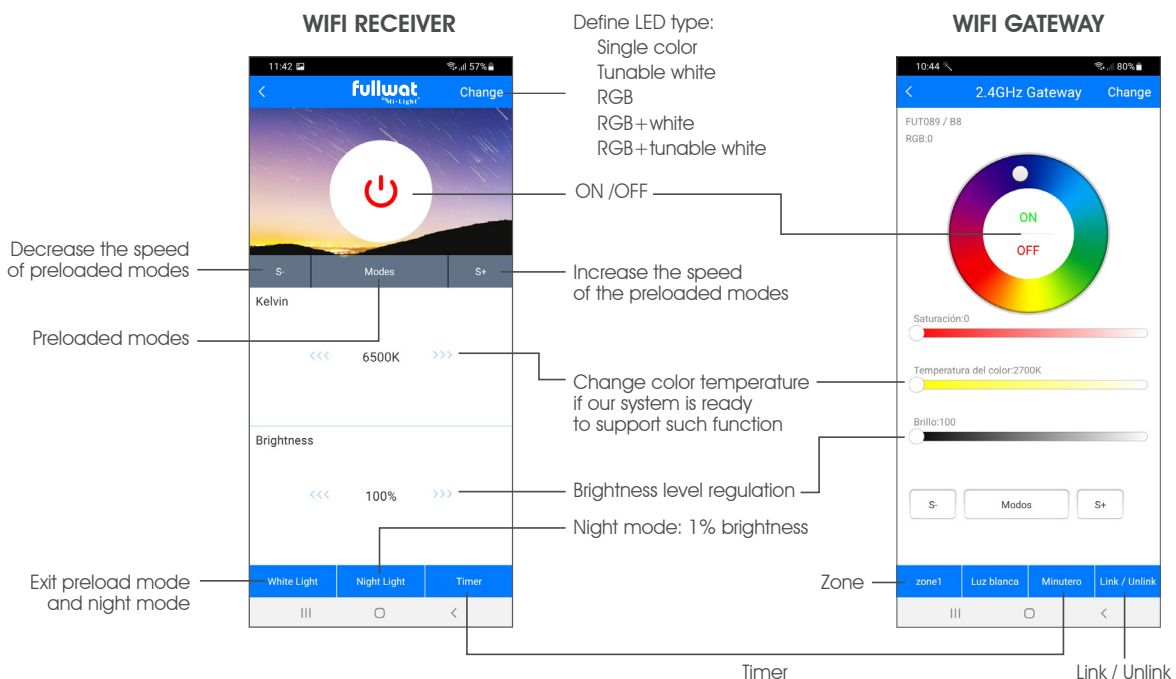 WIFI RECEIVER
Define LED type:
Single color
Tunable white
RGB
RGB+white
RGB+tunable white
WIFI GATEWAY
11:42
57%
fullwat
by Mi·Light
Change
ON /OFF
Decrease the speed
of preloaded modes
S-
Modes
S+
Increase the speed
of the preloaded modes
Kelvin
Preloaded modes
<<<
6500K
>>>
Change color temperature
if our system is ready
to support such function
Brightness
<<<
100%
>>>
Brightness level regulation
Night mode: 1% brightness
Exit preload mode
and night mode
White Light
Night Light
Timer
10:44
80%
<
2.4GHz Gateway
Change
FUT089 / B8
RGB:0
ON
OFF
Saturación:0
Temperatura del color:2700K
Brillo:100
S-
Modos
S+
Zone
zone1
Luz blanca
Minutero
Link / Unlink
Timer
Link / Unlink